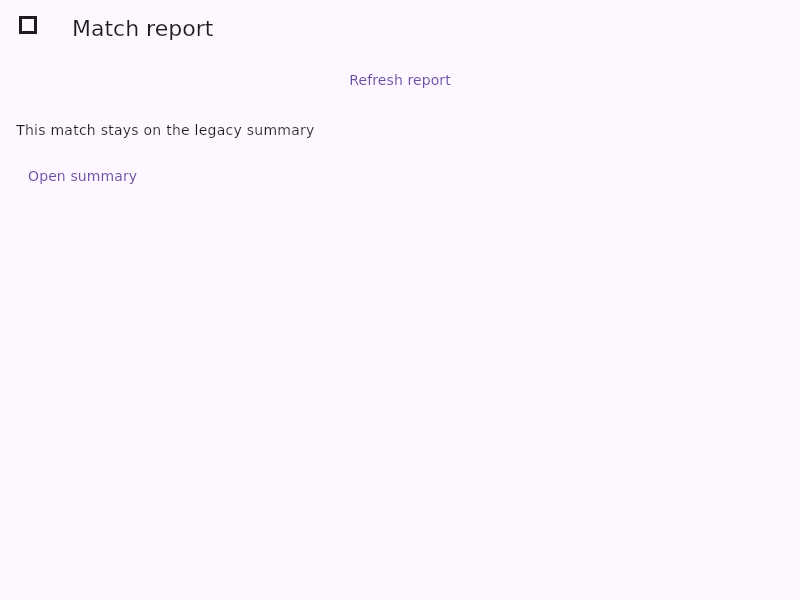 Match report
Refresh report
This match stays on the legacy summary
Open summary